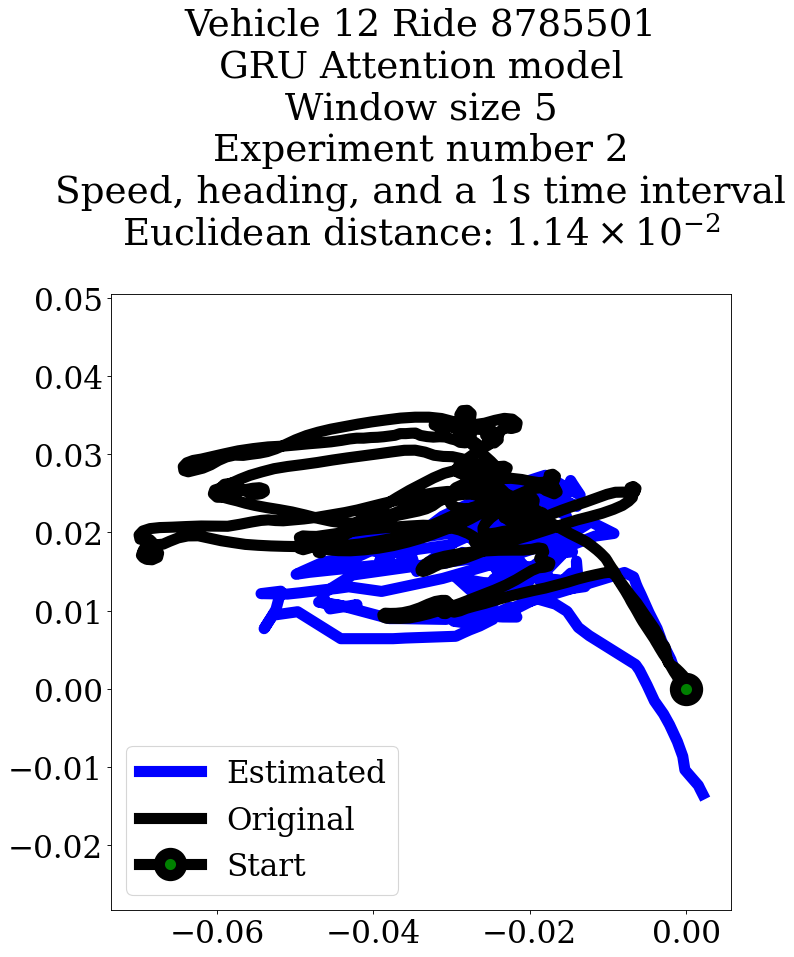 Vehicle 12 Ride 8785501
GRU Attention model
Window size 5
Experiment number 2
Speed, heading, and a 1s time interval
Euclidean distance: 1.14 × 10⁻²
0.05
0.04
0.03
0.02
0.01
0.00
−0.01
−0.02
Estimated
Original
Start
−0.06 −0.04 −0.02 0.00